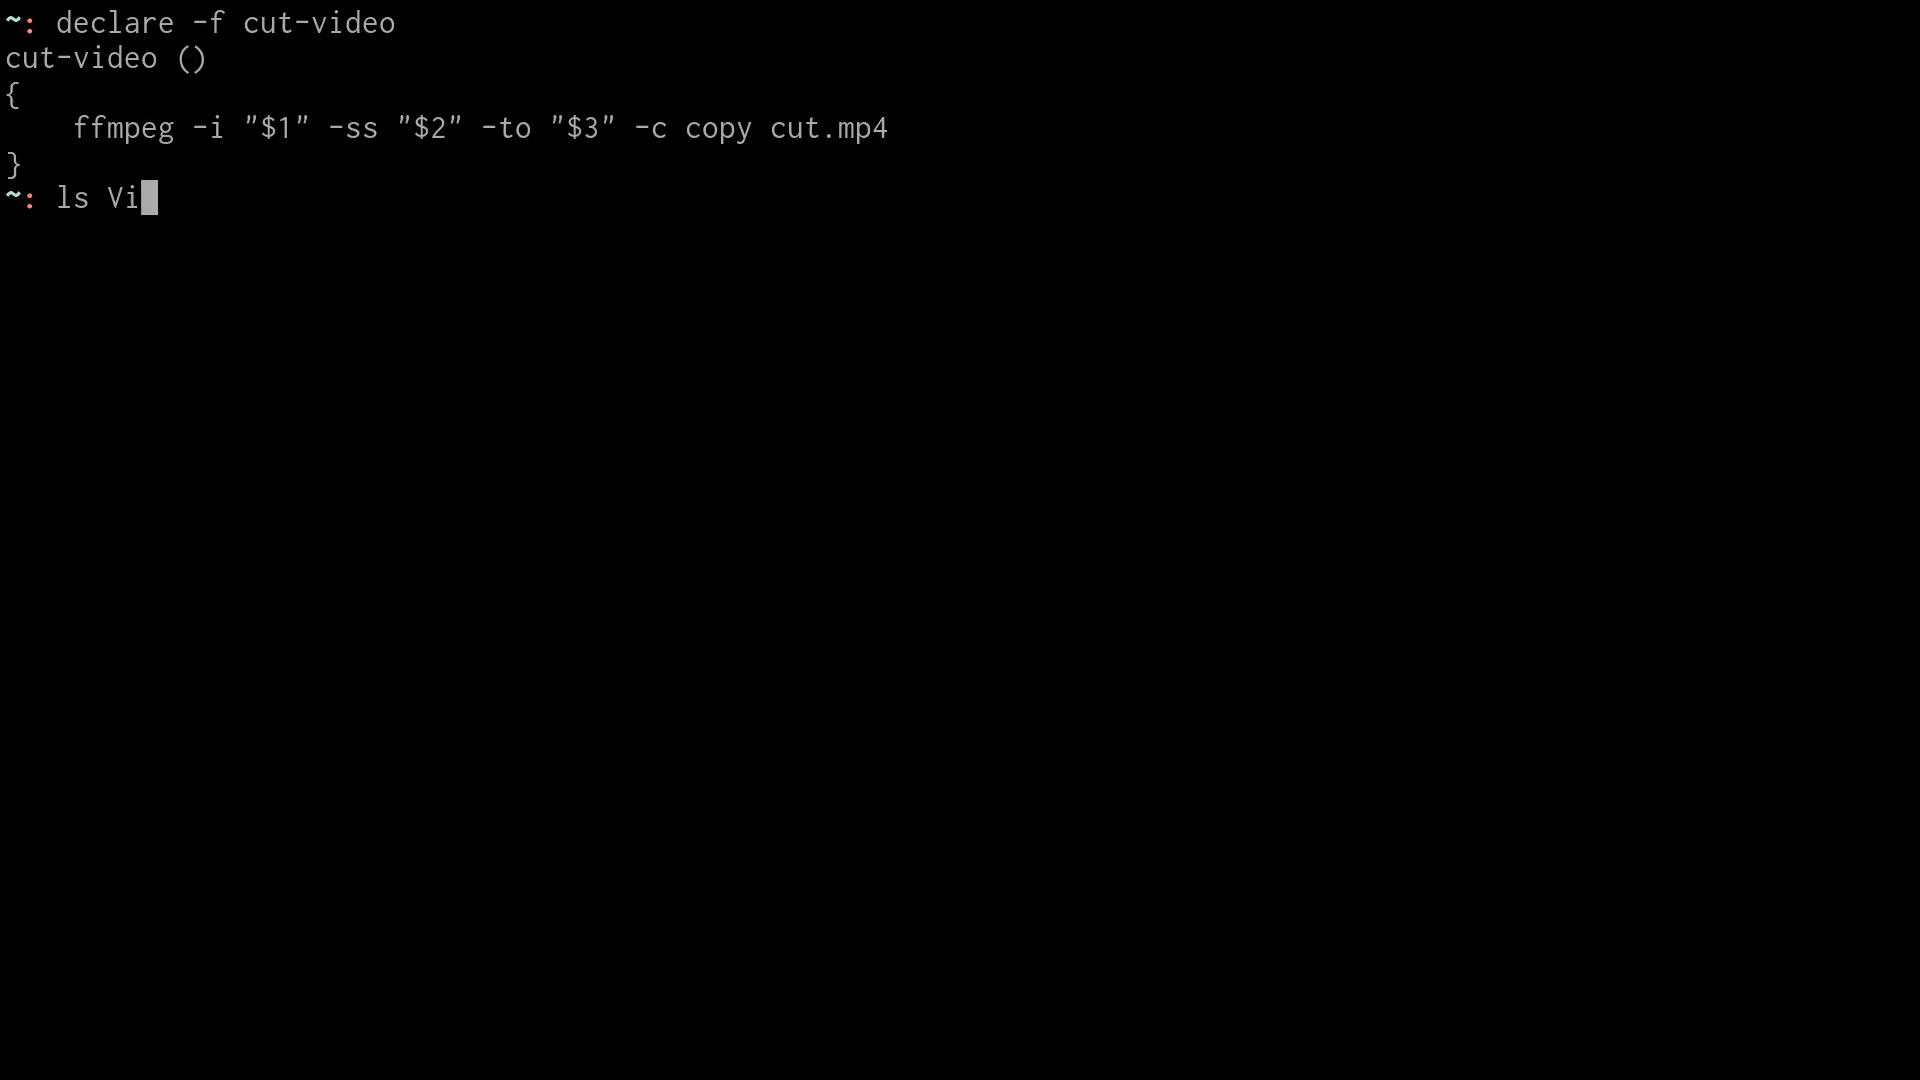 ~: declare -f cut-video
cut-video ()
{
    ffmpeg -i "$1" -ss "$2" -to "$3" -c copy cut.mp4
}
~: ls Vi